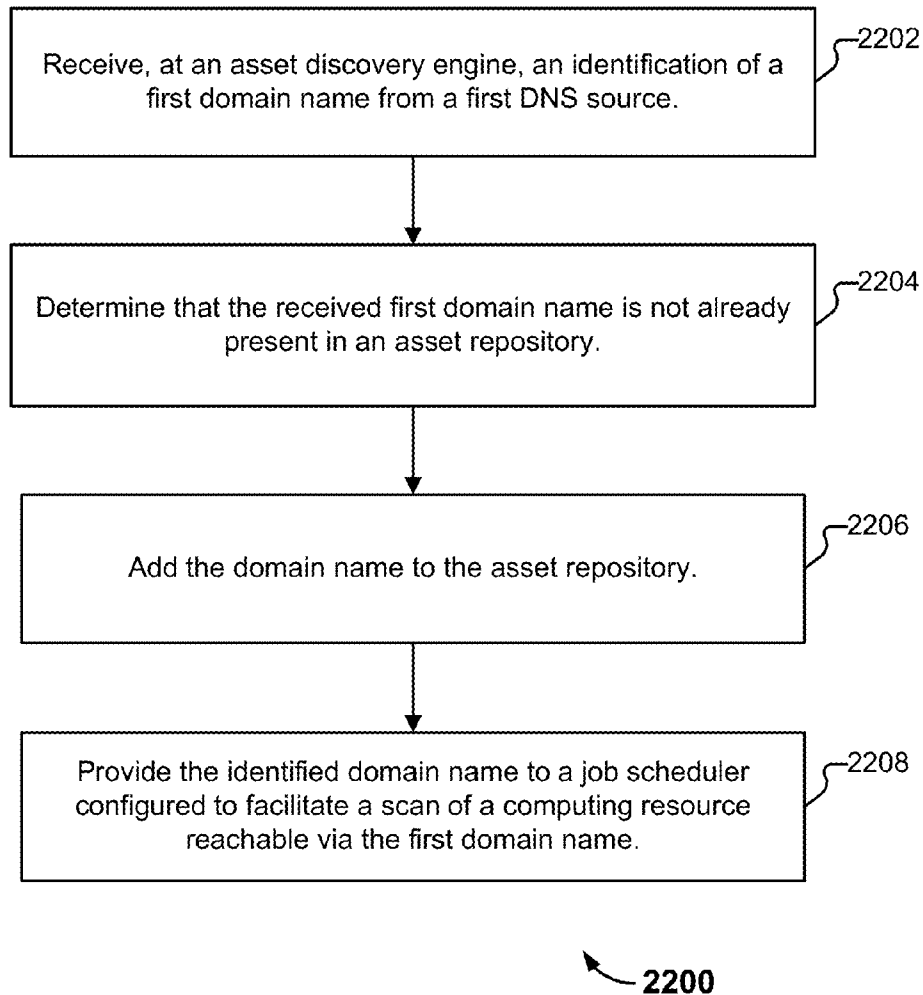 2202
Receive, at an asset discovery engine, an identification of a
first domain name from a first DNS source.
2204
Determine that the received first domain name is not already
present in an asset repository.
2206
Add the domain name to the asset repository.
2208
Provide the identified domain name to a job scheduler
configured to facilitate a scan of a computing resource
reachable via the first domain name.
2200